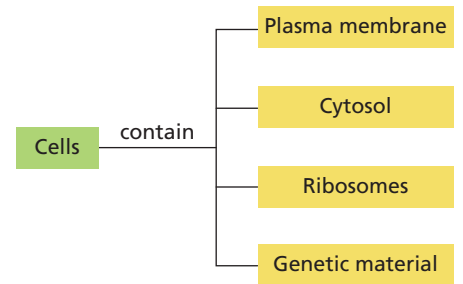 Plasma membrane
Cytosol
Cells
contain
Ribosomes
Genetic material